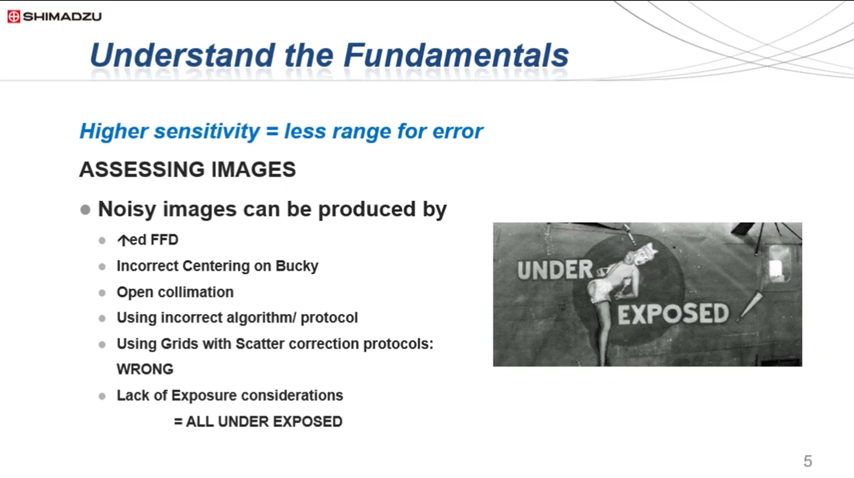 SHIMADZU
Understand the Fundamentals
Higher sensitivity = less range for error
ASSESSING IMAGES
Noisy images can be produced by
↑ed FFD
Incorrect Centering on Bucky
Open collimation
Using incorrect algorithm/ protocol
Using Grids with Scatter correction protocols:
WRONG
Lack of Exposure considerations
= ALL UNDER EXPOSED
UNDER
EXPOSED
5